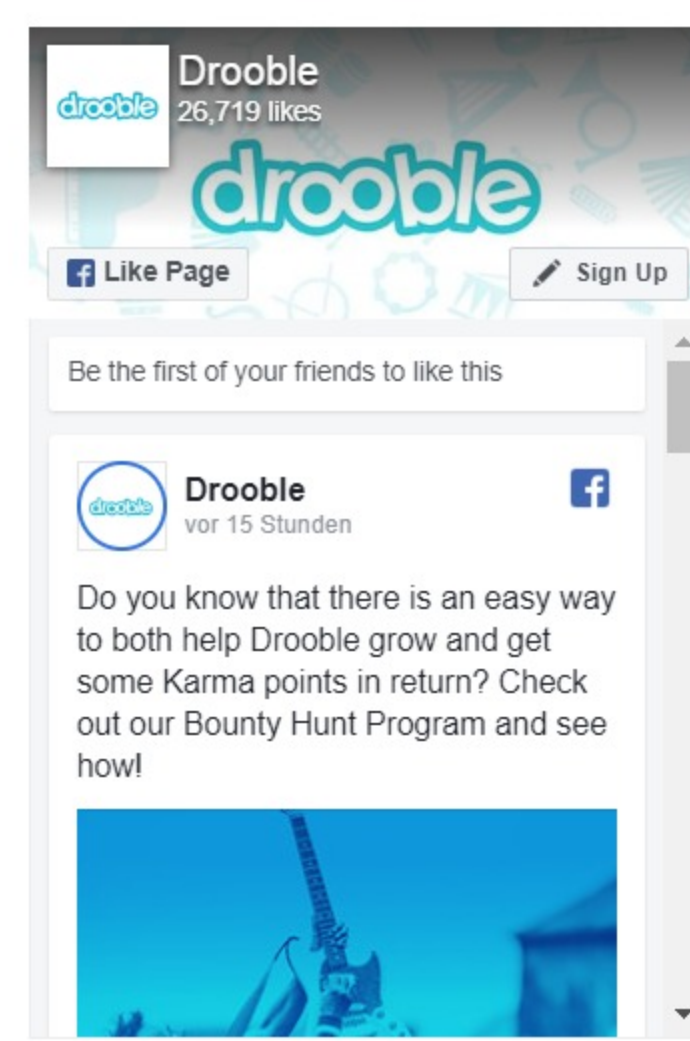 Drooble
26,719 likes
drooble
drooble
Like Page
Sign Up
Be the first of your friends to like this
drooble
Drooble
vor 15 Stunden
Do you know that there is an easy way
to both help Drooble grow and get
some Karma points in return? Check
out our Bounty Hunt Program and see
how!